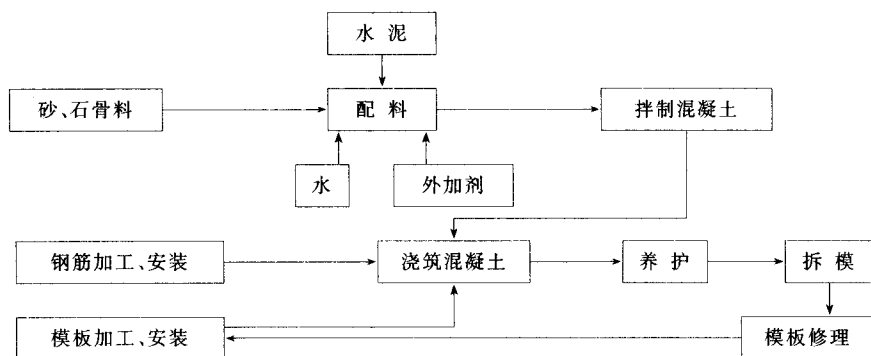 水 泥
砂、石骨料
配 料
拌制混凝土
水
外加剂
钢筋加工、安装
浇筑混凝土
养 护
拆 模
模板加工、安装
模板修理